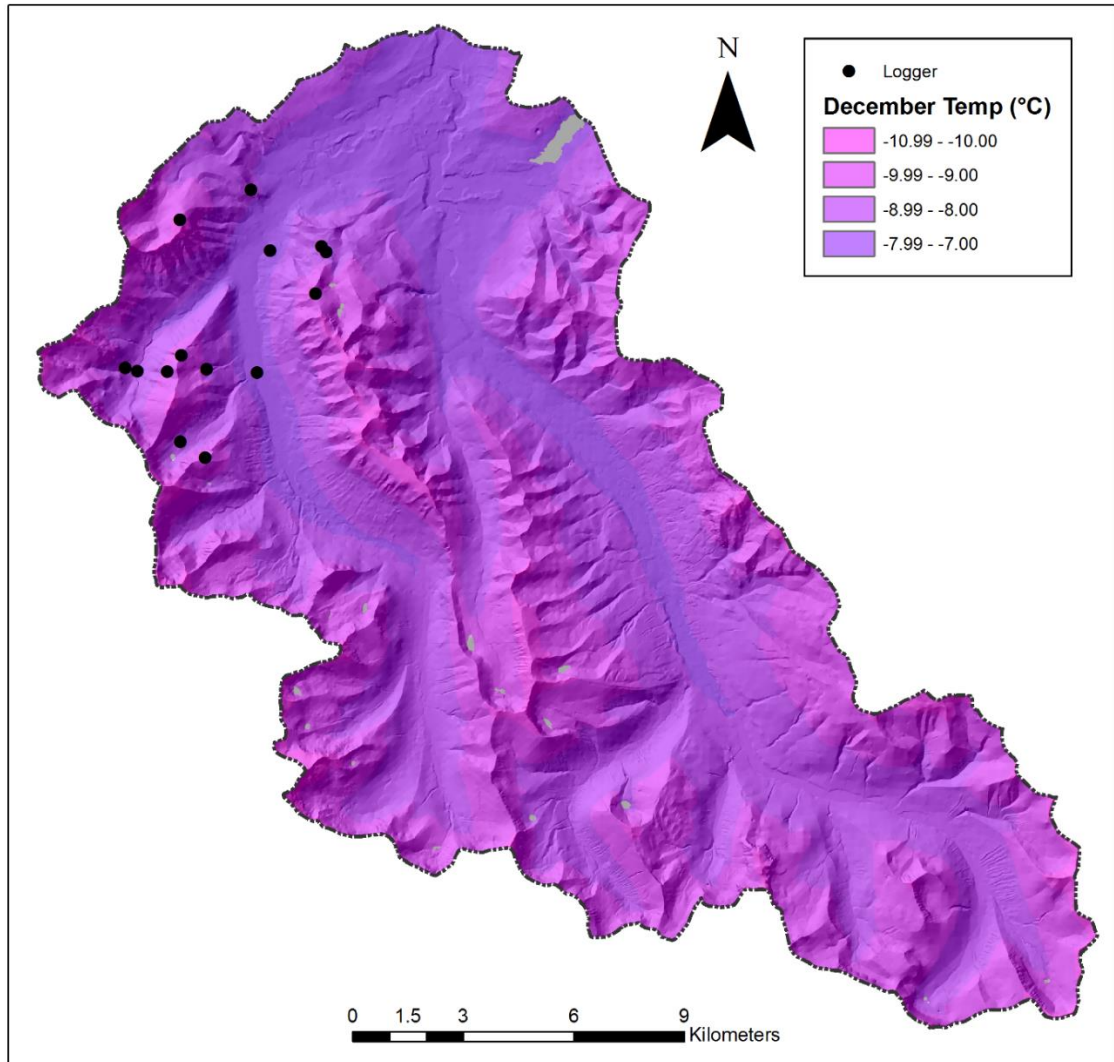 N
Logger
December Temp (°C)
-10.99 - -10.00
-9.99 - -9.00
-8.99 - -8.00
-7.99 - -7.00
0 1.5 3 6 9
Kilometers